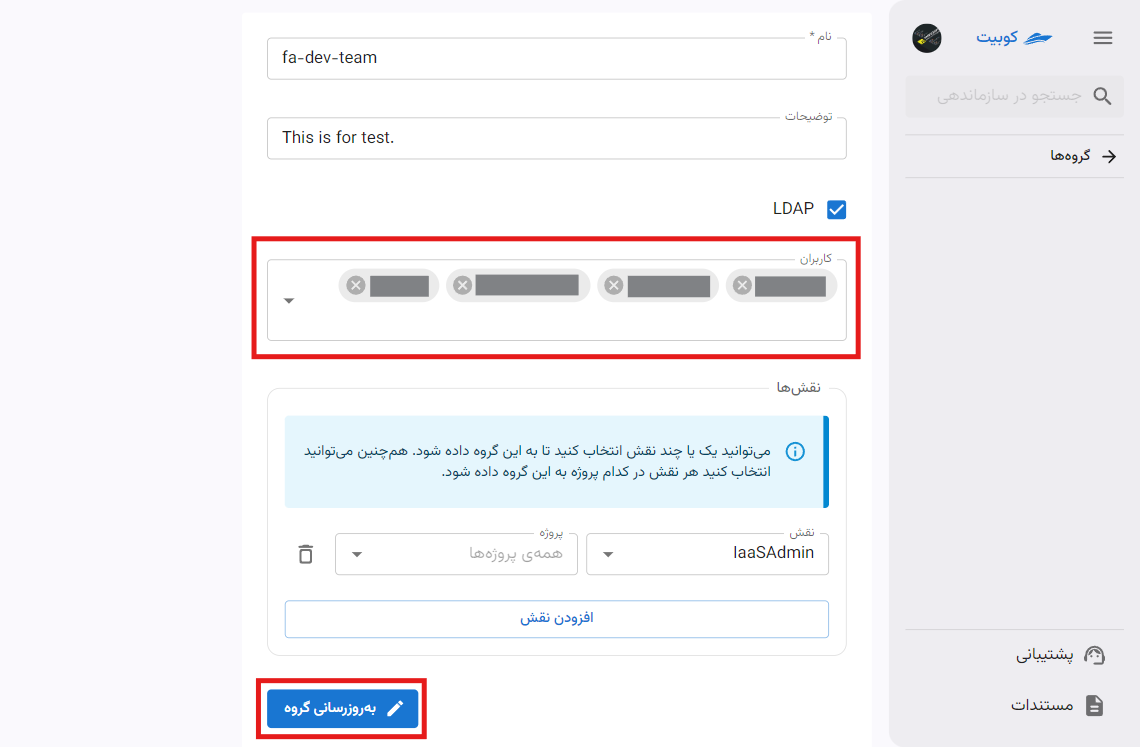 کوبیت
جستجو در سازماندهی
گروه‌ها
نام *
fa-dev-team
توضیحات
This is for test.
LDAP
کاربران
نقش‌ها
می‌توانید یک یا چند نقش انتخاب کنید تا به این گروه داده شود. هم‌چنین می‌توانید
انتخاب کنید هر نقش در کدام پروژه به این گروه داده شود.
نقش
IaaSAdmin
پروژه
همه‌ی پروژه‌ها
افزودن نقش
به‌روزرسانی گروه
پشتیبانی
مستندات